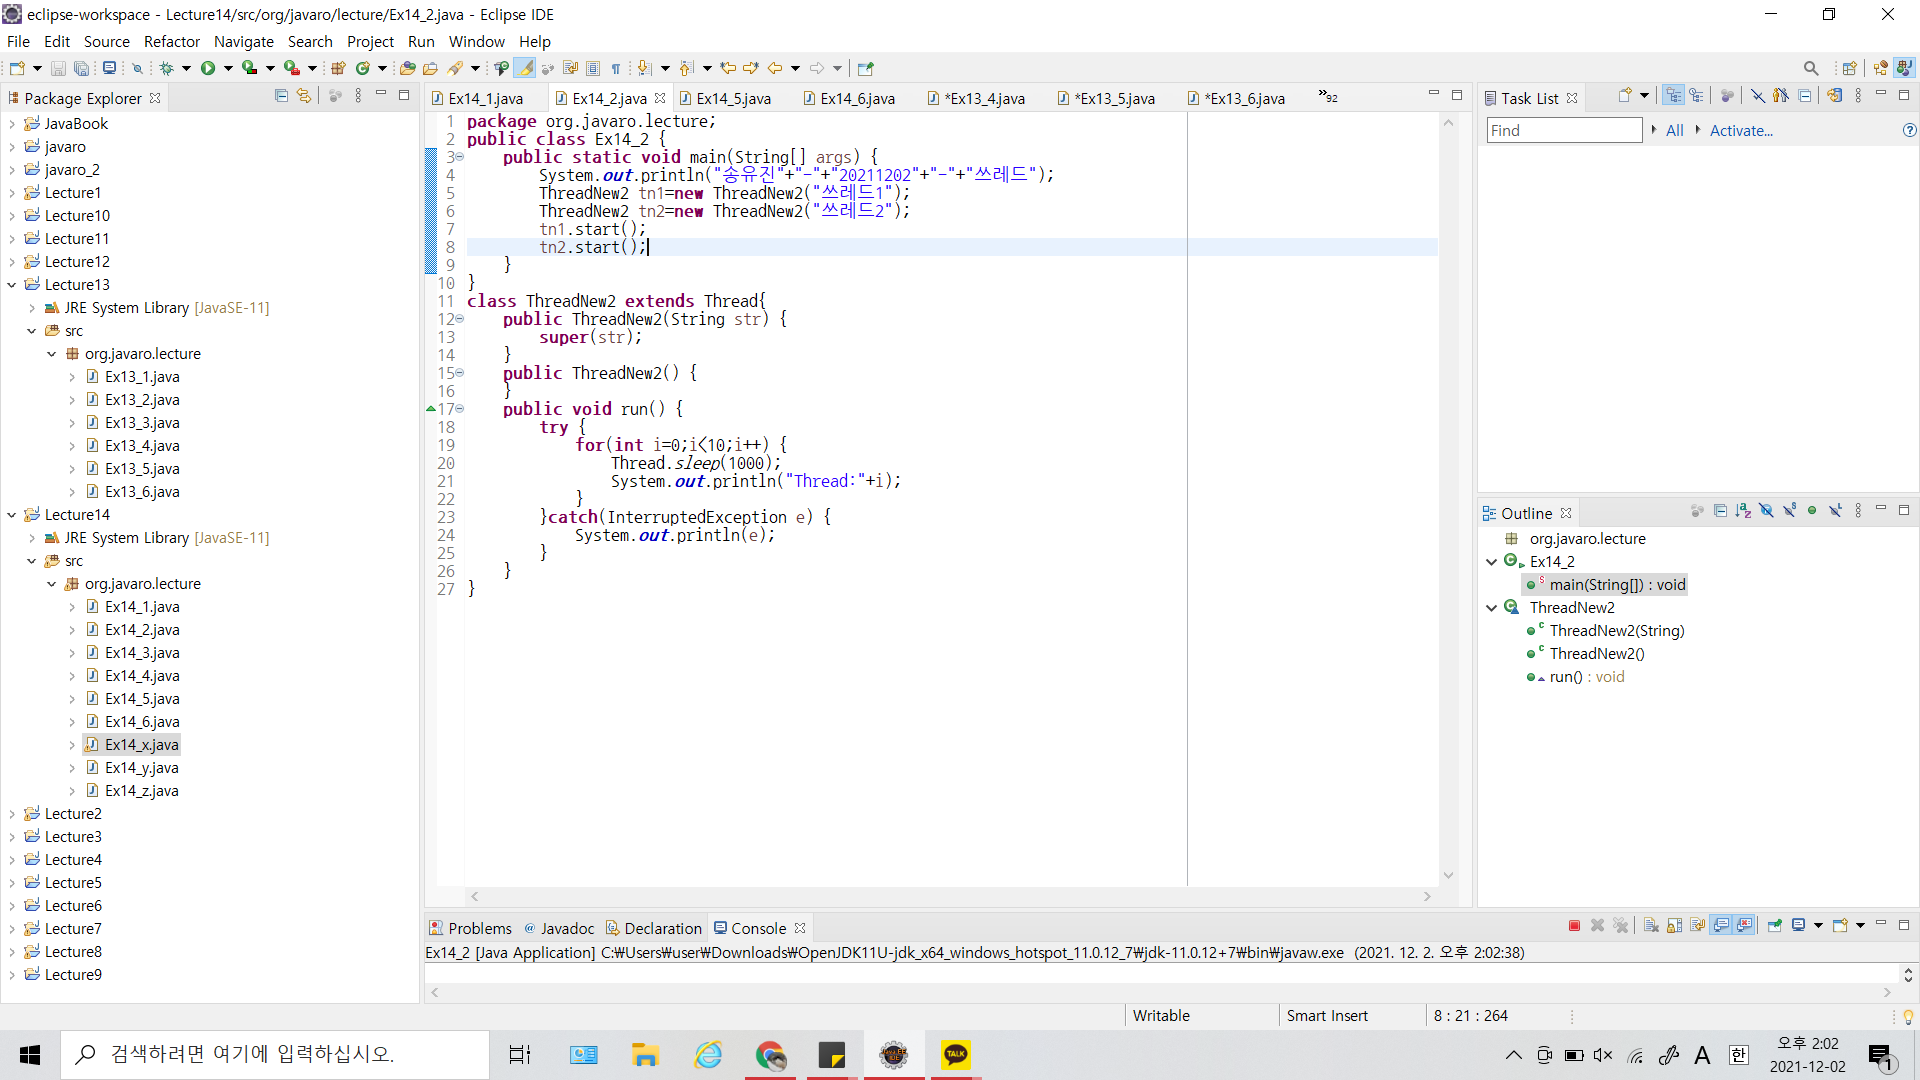 eclipse-workspace - Lecture14/src/org/javaro/lecture/Ex14_2.java - Eclipse IDE
File Edit Source Refactor Navigate Search Project Run Window Help
Package Explorer
JavaBook
javaro
javaro_2
Lecture1
Lecture10
Lecture11
Lecture12
Lecture13
JRE System Library [JavaSE-11]
src
org.javaro.lecture
Ex13_1.java
Ex13_2.java
Ex13_3.java
Ex13_4.java
Ex13_5.java
Ex13_6.java
Lecture14
JRE System Library [JavaSE-11]
src
org.javaro.lecture
Ex14_1.java
Ex14_2.java
Ex14_3.java
Ex14_4.java
Ex14_5.java
Ex14_6.java
Ex14_x.java
Ex14_y.java
Ex14_z.java
Lecture2
Lecture3
Lecture4
Lecture5
Lecture6
Lecture7
Lecture8
Lecture9
Ex14_1.java Ex14_2.java Ex14_5.java Ex14_6.java *Ex13_4.java *Ex13_5.java *Ex13_6.java »92
1 package org.javaro.lecture;
2 public class Ex14_2 {
3 public static void main(String[] args) {
4 System.out.println("송유진"+"-"+"20211202"+"-"+"쓰레드");
5 ThreadNew2 tn1=new ThreadNew2("쓰레드1");
6 ThreadNew2 tn2=new ThreadNew2("쓰레드2");
7 tn1.start();
8 tn2.start();
9 }
10 }
11 class ThreadNew2 extends Thread{
12 public ThreadNew2(String str) {
13 super(str);
14 }
15 public ThreadNew2() {
16 }
17 public void run() {
18 try {
19 for(int i=0;i<10;i++) {
20 Thread.sleep(1000);
21 System.out.println("Thread:"+i);
22 }
23 }catch(InterruptedException e) {
24 System.out.println(e);
25 }
26 }
27 }
Task List
Find All Activate...
Outline
org.javaro.lecture
Ex14_2
main(String[]) : void
ThreadNew2
ThreadNew2(String)
ThreadNew2()
run() : void
Problems @ Javadoc Declaration Console
Ex14_2 [Java Application] C:₩Users₩user₩Downloads₩OpenJDK11U-jdk_x64_windows_hotspot_11.0.12_7₩jdk-11.0.12+7₩bin₩javaw.exe (2021. 12. 2. 오후 2:02:38)
Writable Smart Insert 8 : 21 : 264
검색하려면 여기에 입력하십시오.
TALK
A 한
오후 2:02
2021-12-02
1